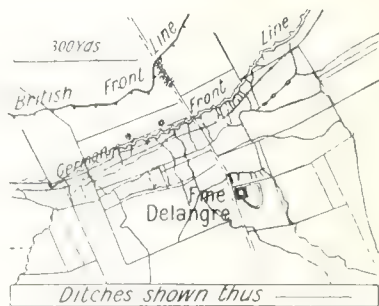 300Yds
British Front Line
German Front Line
Fme
Delangre
Ditches shown thus